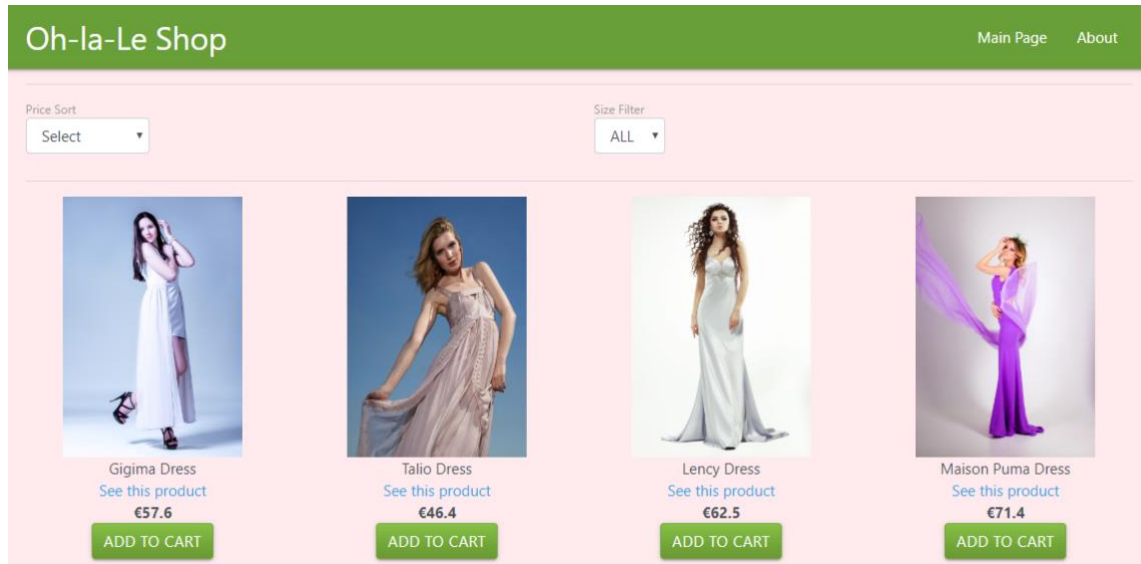 Oh-la-Le Shop
Main Page About
Price Sort
Select
Size Filter
ALL
Gigima Dress
See this product
€57.6
ADD TO CART
Talio Dress
See this product
€46.4
ADD TO CART
Lency Dress
See this product
€62.5
ADD TO CART
Maison Puma Dress
See this product
€71.4
ADD TO CART